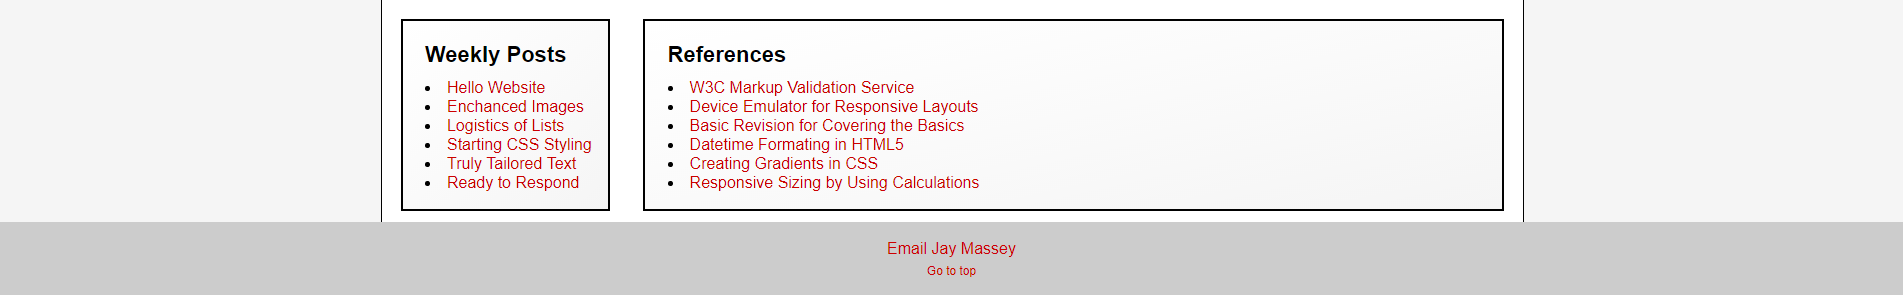 Weekly Posts
Hello Website
Enchanced Images
Logistics of Lists
Starting CSS Styling
Truly Tailored Text
Ready to Respond
References
W3C Markup Validation Service
Device Emulator for Responsive Layouts
Basic Revision for Covering the Basics
Datetime Formating in HTML5
Creating Gradients in CSS
Responsive Sizing by Using Calculations
Email Jay Massey
Go to top